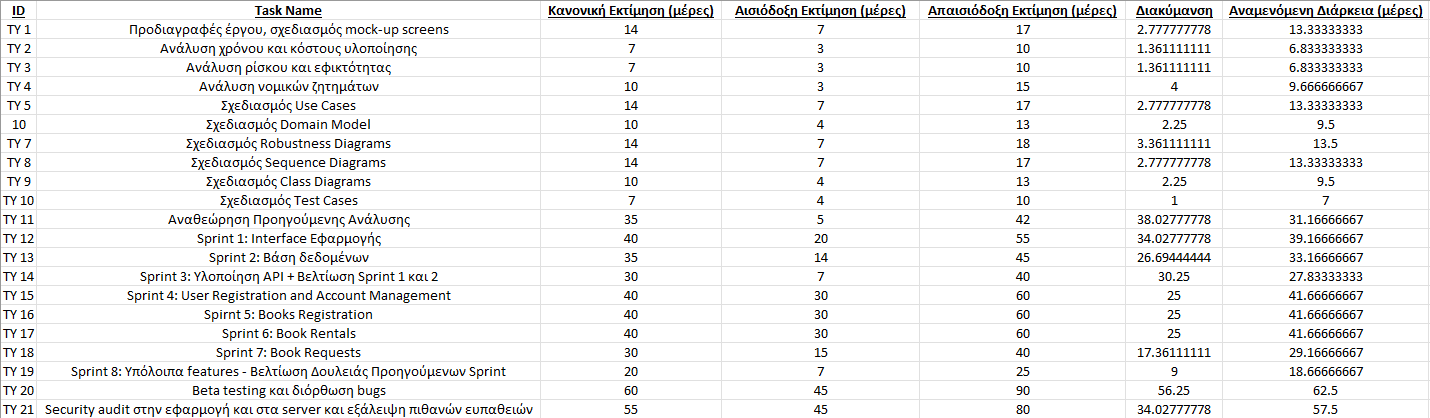 ID Task Name Κανονική Εκτίμηση (μέρες) Αισιόδοξη Εκτίμηση (μέρες) Απαισιόδοξη Εκτίμηση (μέρες) Διακύμανση Αναμενόμενη Διάρκεια (μέρες)
TY 1 Προδιαγραφές έργου, σχεδιασμός mock-up screens 14 7 17 2.777777778 13.33333333
TY 2 Ανάλυση χρόνου και κόστους υλοποίησης 7 3 10 1.361111111 6.833333333
TY 3 Ανάλυση ρίσκου και εφικτότητας 7 3 10 1.361111111 6.833333333
TY 4 Ανάλυση νομικών ζητημάτων 10 3 15 4 9.666666667
TY 5 Σχεδιασμός Use Cases 14 7 17 2.777777778 13.33333333
10 Σχεδιασμός Domain Model 10 4 13 2.25 9.5
TY 7 Σχεδιασμός Robustness Diagrams 14 7 18 3.361111111 13.5
TY 8 Σχεδιασμός Sequence Diagrams 14 7 17 2.777777778 13.33333333
TY 9 Σχεδιασμός Class Diagrams 10 4 13 2.25 9.5
TY 10 Σχεδιασμός Test Cases 7 4 10 1 7
TY 11 Αναθεώρηση Προηγούμενης Ανάλυσης 35 5 42 38.02777778 31.16666667
TY 12 Sprint 1: Interface Εφαρμογής 40 20 55 34.02777778 39.16666667
TY 13 Sprint 2: Βάση δεδομένων 35 14 45 26.69444444 33.16666667
TY 14 Sprint 3: Υλοποίηση API + Βελτίωση Sprint 1 και 2 30 7 40 30.25 27.83333333
TY 15 Sprint 4: User Registration and Account Management 40 30 60 25 41.66666667
TY 16 Spirnt 5: Books Registration 40 30 60 25 41.66666667
TY 17 Sprint 6: Book Rentals 40 30 60 25 41.66666667
TY 18 Sprint 7: Book Requests 30 15 40 17.36111111 29.16666667
TY 19 Sprint 8: Υπόλοιπα features - Βελτίωση Δουλειάς Προηγούμενων Sprint 20 7 25 9 18.66666667
TY 20 Beta testing και διόρθωση bugs 60 45 90 56.25 62.5
TY 21 Security audit στην εφαρμογή και στα server και εξάλειψη πιθανών ευπαθειών 55 45 80 34.02777778 57.5